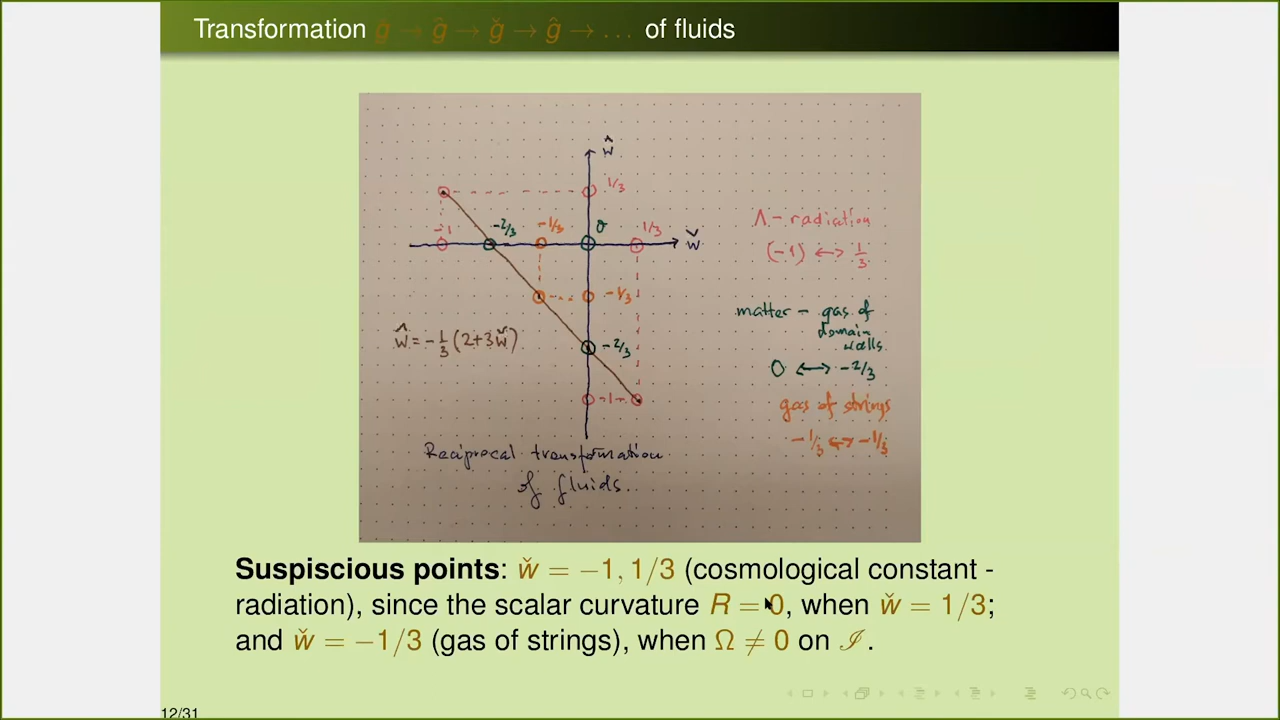 Transformation ǧ → ĝ → ǧ → ĝ → … of fluids
ŵ
1/3
-1
-2/3
-1/3
0
1/3
w̌
Λ - radiation
(-1) ↔ 1/3
-1/3
ŵ = -1/3 (2+3w̌)
-2/3
matter - gas of
domain
walls
0 ↔ -2/3
-1
gas of strings
-1/3 ↔ -1/3
Reciprocal transformation
of fluids.
Suspiscious points: w̌ = −1, 1/3 (cosmological constant -
radiation), since the scalar curvature R = 0, when w̌ = 1/3;
and w̌ = −1/3 (gas of strings), when Ω ≠ 0 on ℐ.
12/31